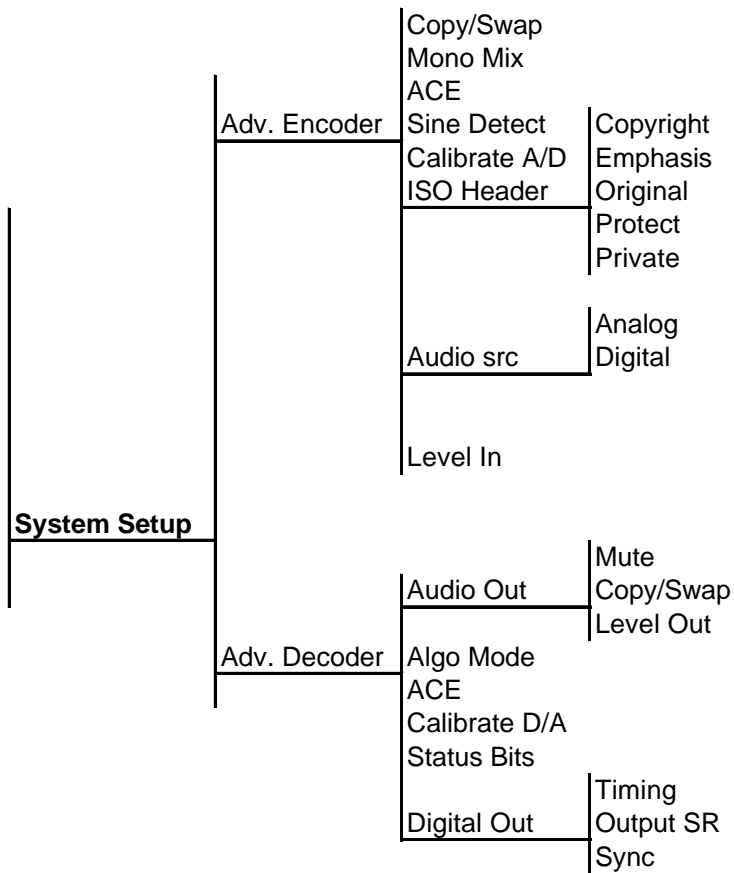 Copy/Swap
Mono Mix
ACE
Adv. Encoder
Sine Detect
Copyright
Calibrate A/D
Emphasis
ISO Header
Original
Protect
Private
Analog
Audio src
Digital
Level In
System Setup
Mute
Audio Out
Copy/Swap
Level Out
Adv. Decoder
Algo Mode
ACE
Calibrate D/A
Status Bits
Timing
Digital Out
Output SR
Sync